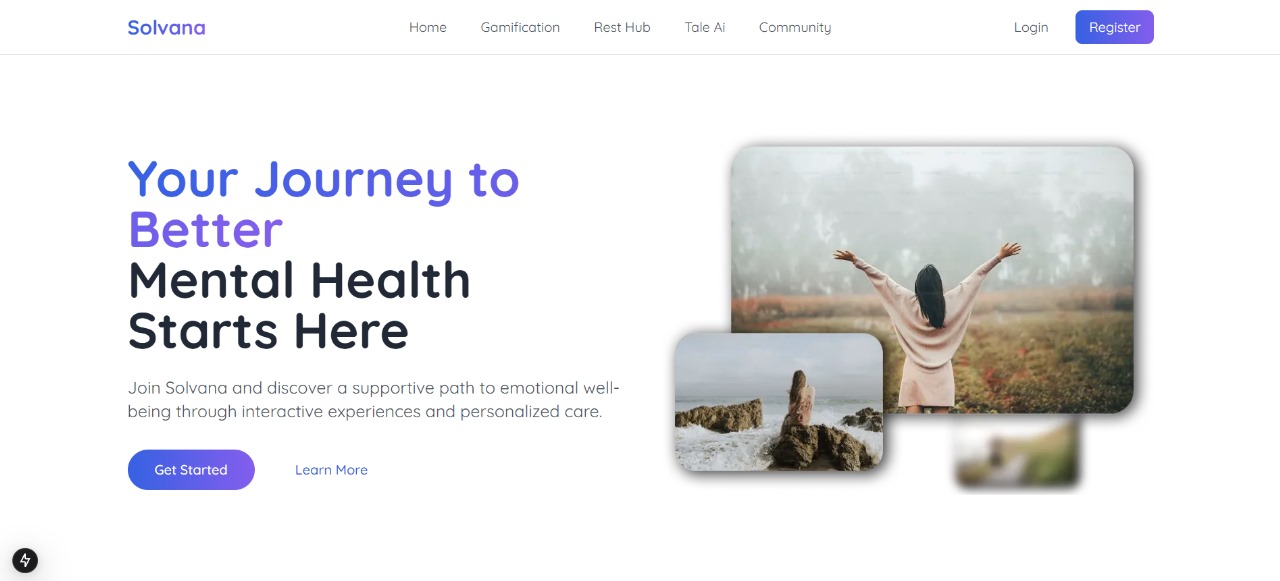 Solvana
Home
Gamification
Rest Hub
Tale Ai
Community
Login
Register
Your Journey to
Better
Mental Health
Starts Here
Join Solvana and discover a supportive path to emotional well-
being through interactive experiences and personalized care.
Get Started
Learn More